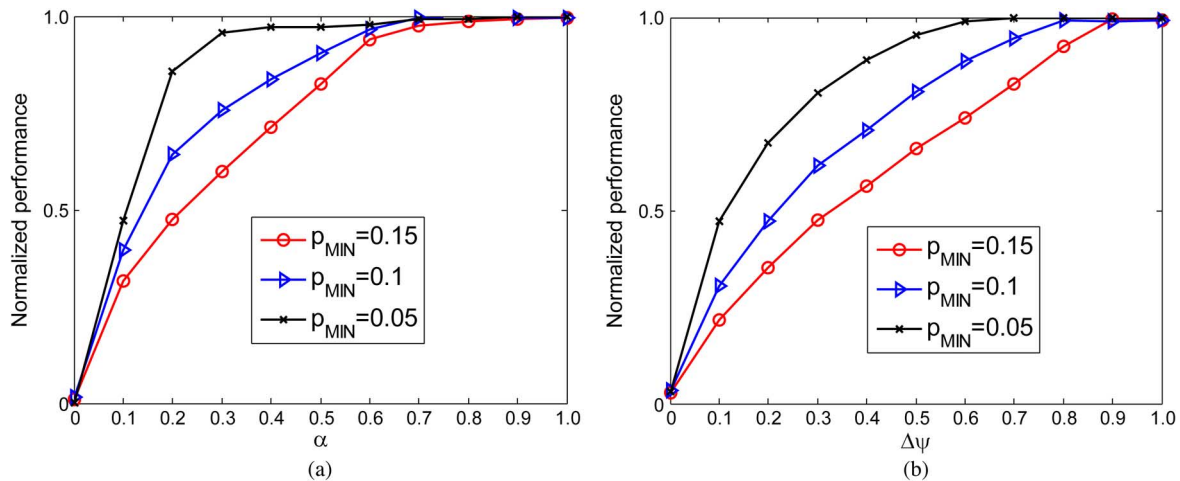 1.0
0.5
0
Normalized performance
p_MIN=0.15
p_MIN=0.1
p_MIN=0.05
0 0.1 0.2 0.3 0.4 0.5 0.6 0.7 0.8 0.9 1.0
α
(a)
1.0
0.5
0
Normalized performance
p_MIN=0.15
p_MIN=0.1
p_MIN=0.05
0 0.1 0.2 0.3 0.4 0.5 0.6 0.7 0.8 0.9 1.0
Δψ
(b)